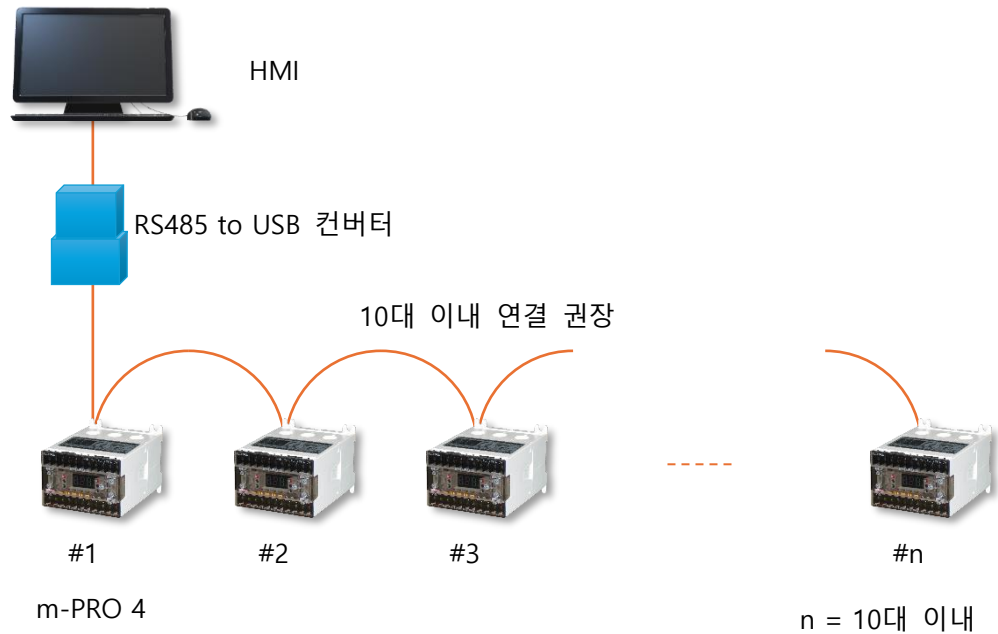 HMI
RS485 to USB 컨버터
10대 이내 연결 권장
#1
#2
#3
#n
m-PRO 4
n = 10대 이내